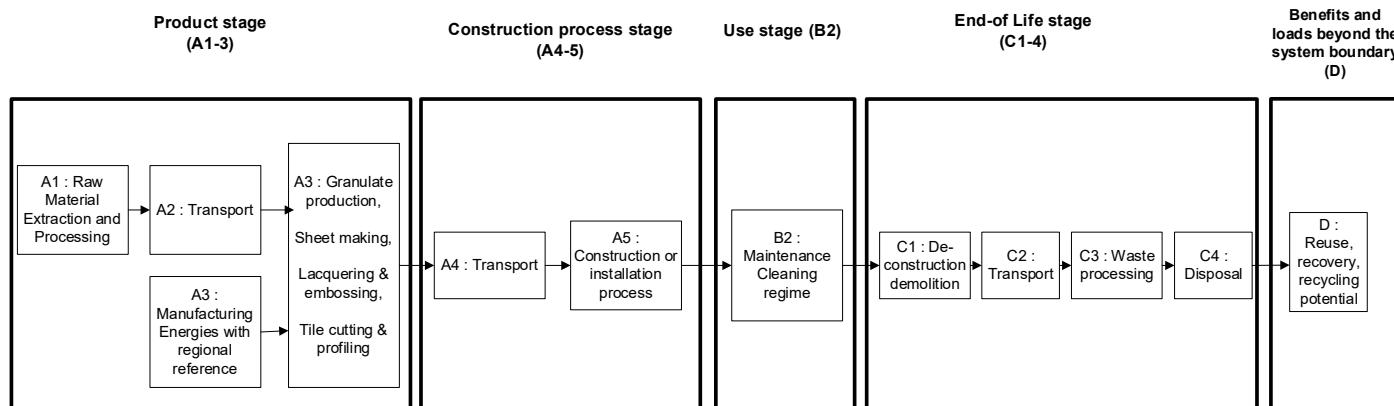 Product stage
(A1-3)
Construction process stage
(A4-5)
Use stage (B2)
End-of Life stage
(C1-4)
Benefits and
loads beyond the
system boundary
(D)
A1 : Raw
Material
Extraction and
Processing
A2 : Transport
A3 :
Manufacturing
Energies with
regional
reference
A3 : Granulate
production,
Sheet making,
Lacquering &
embossing,
Tile cutting &
profiling
A4 : Transport
A5 :
Construction or
installation
process
B2 :
Maintenance
Cleaning
regime
C1 : De-
construction
demolition
C2 :
Transport
C3 : Waste
processing
C4 :
Disposal
D :
Reuse,
recovery,
recycling
potential